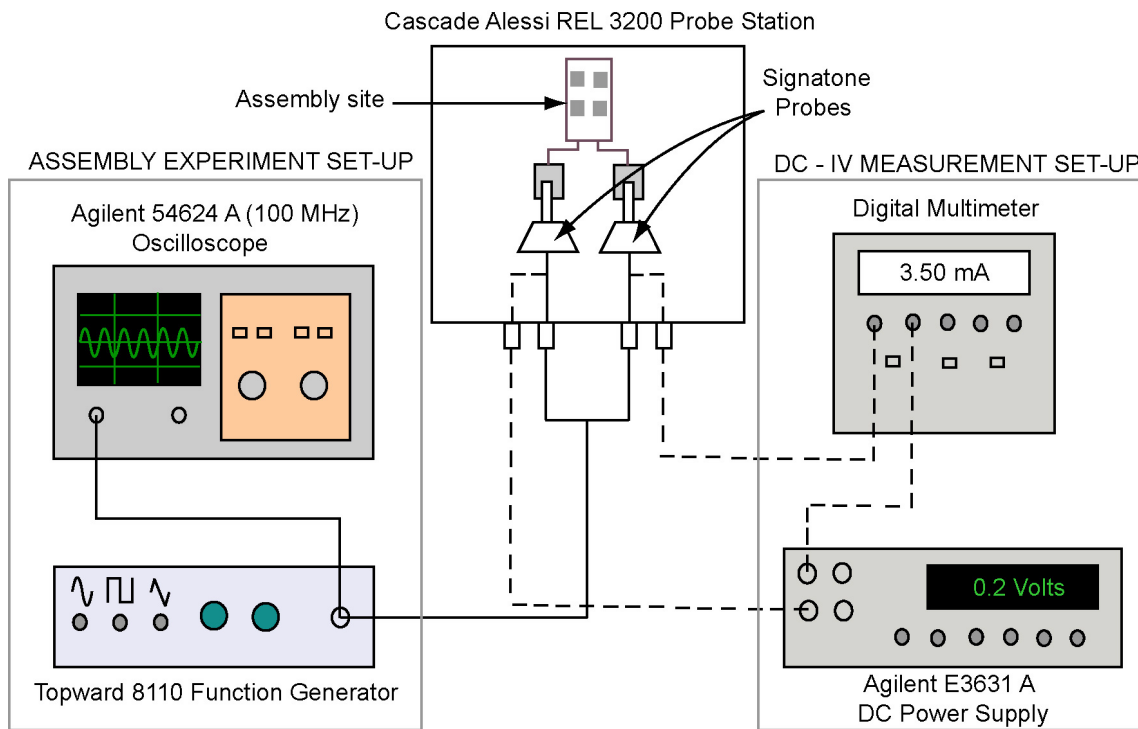 Cascade Alessi REL 3200 Probe Station
Assembly site
Signatone
Probes
ASSEMBLY EXPERIMENT SET-UP
Agilent 54624 A (100 MHz)
Oscilloscope
Topward 8110 Function Generator
DC - IV MEASUREMENT SET-UP
Digital Multimeter
3.50 mA
0.2 Volts
Agilent E3631 A
DC Power Supply